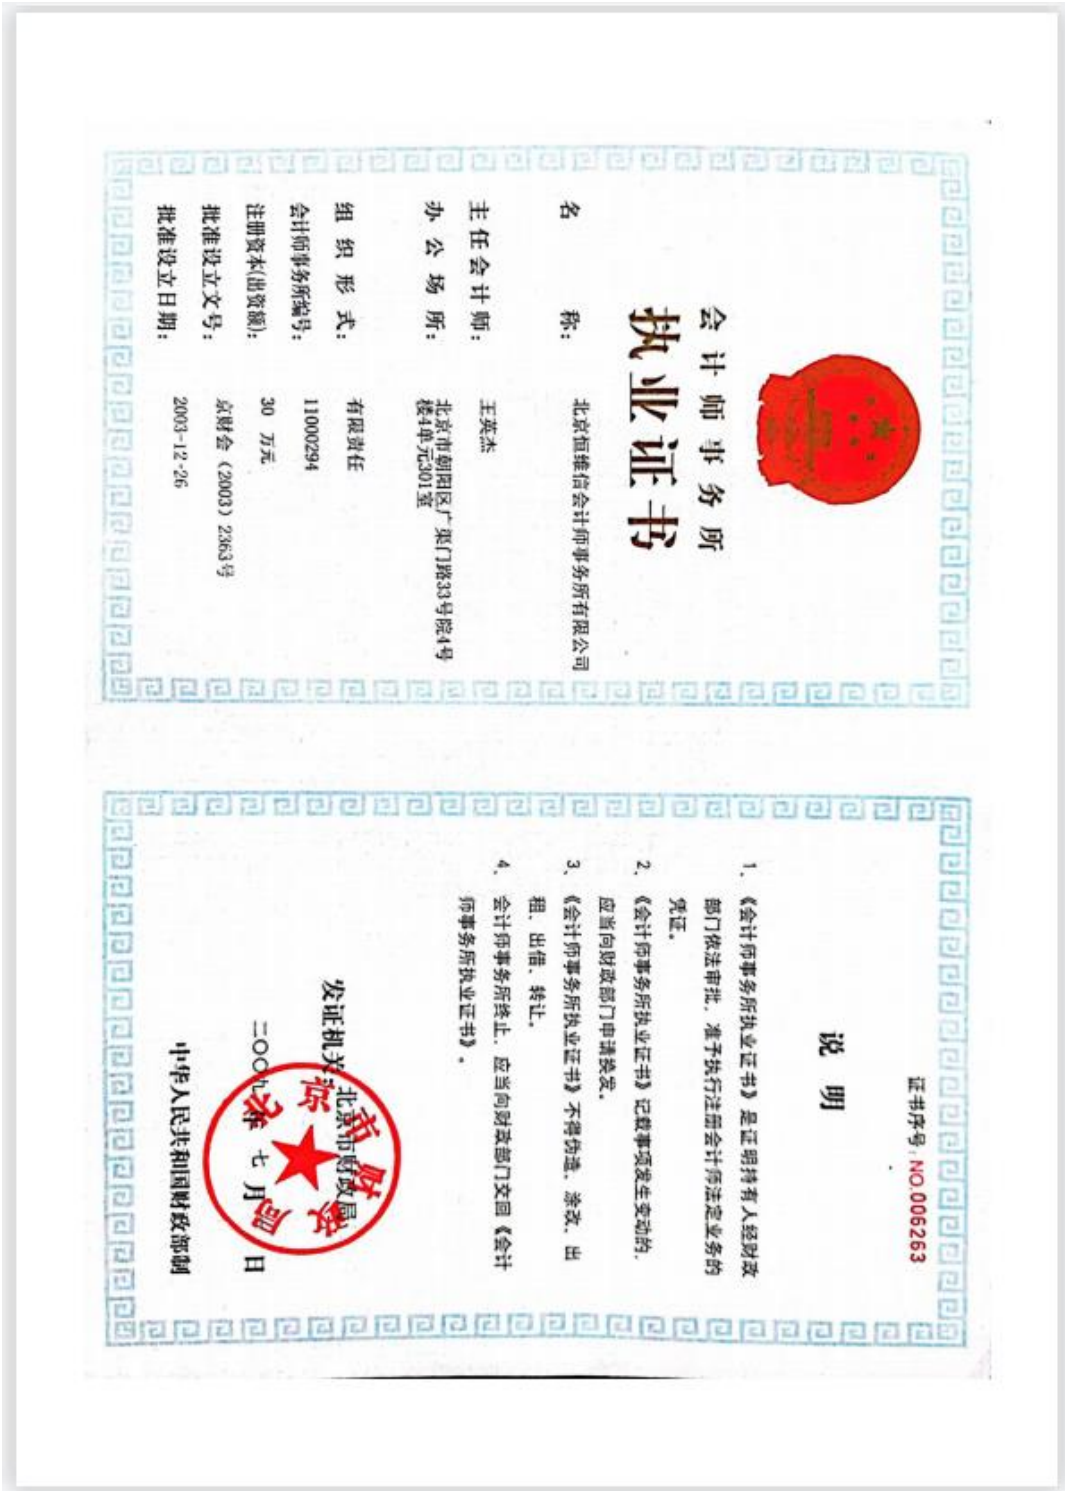 会计师事务所
执业证书
名称： 北京恒维信会计师事务所有限公司
主任会计师： 王英杰
办公场所： 北京市朝阳区广渠门路33号院4号
楼4单元301室
组织形式： 有限责任
会计师事务所编号： 11000294
注册资本(出资额)： 30 万元
批准设立文号： 京财会（2003）2363号
批准设立日期： 2003-12-26
证书序号：NO.006263
说明
1、《会计师事务所执业证书》是证明持有人经财政
部门依法审批，准予执行注册会计师法定业务的
凭证。
2、《会计师事务所执业证书》记载事项发生变动的，
应当向财政部门申请换发。
3、《会计师事务所执业证书》不得伪造、涂改、出
租、出借、转让。
4、会计师事务所终止，应当向财政部门交回《会计
师事务所执业证书》。
发证机关：北京市财政局
二〇〇九年七月 日
北京市财政局
中华人民共和国财政部制